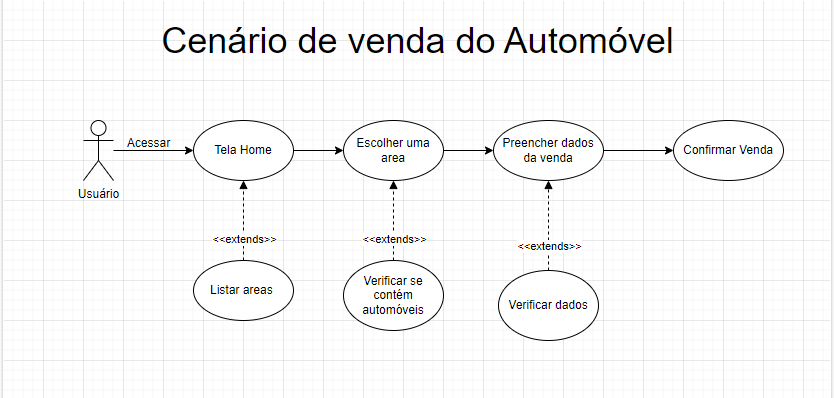 Cenário de venda do Automóvel
Acessar
Usuário
Tela Home
Escolher uma
area
Preencher dados
da venda
Confirmar Venda
<<extends>>
<<extends>>
<<extends>>
Listar areas
Verificar se
contém
automóveis
Verificar dados